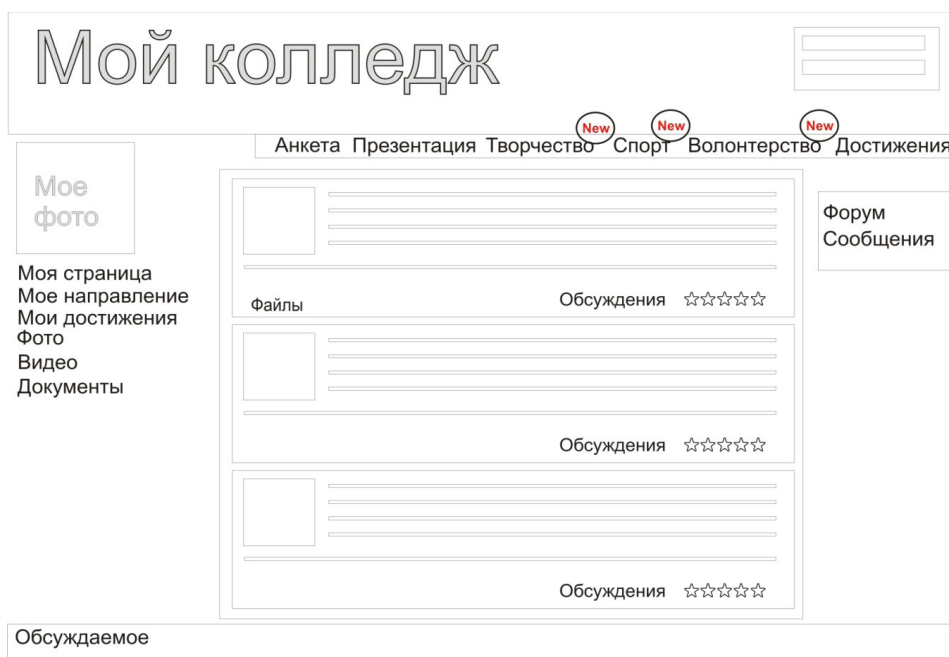 Мой колледж
New New New
Анкета Презентация Творчество Спорт Волонтерство Достижения
Мое
фото
Моя страница
Мое направление
Мои достижения
Фото
Видео
Документы
Файлы Обсуждения
Обсуждения
Обсуждения
Форум
Сообщения
Обсуждаемое